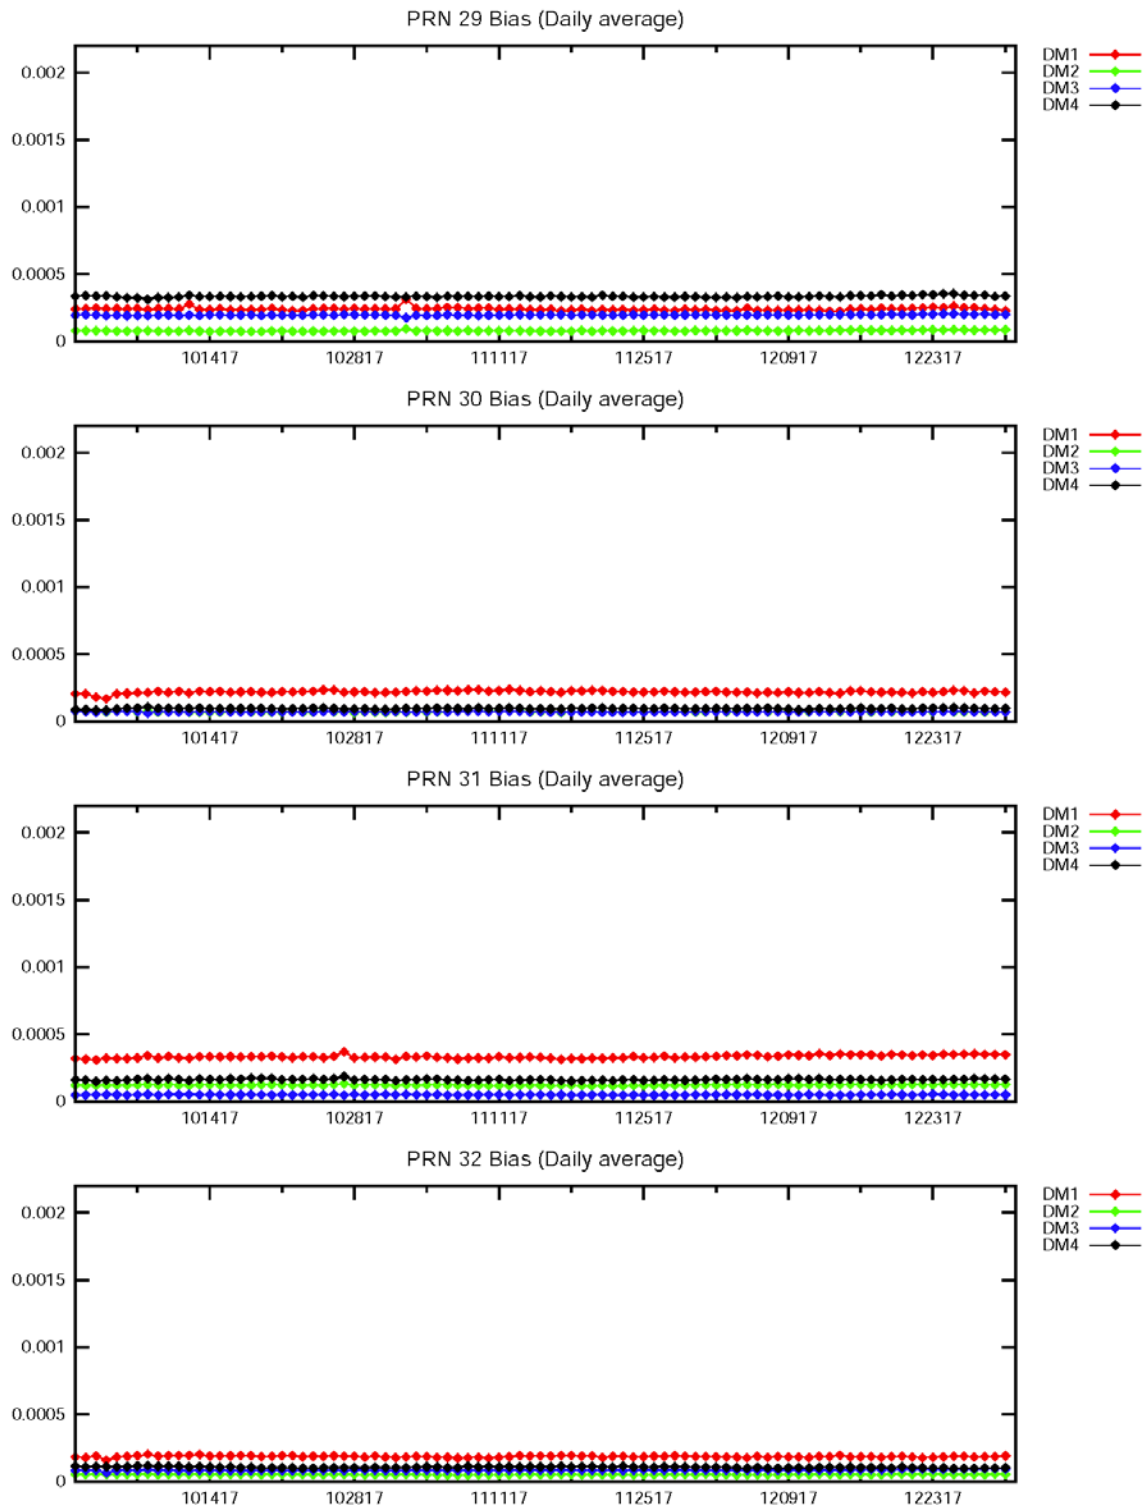 PRN 29 Bias (Daily average)
DM1
DM2
DM3
DM4
0.002
0.0015
0.001
0.0005
0
101417 102817 111117 112517 120917 122317
PRN 30 Bias (Daily average)
DM1
DM2
DM3
DM4
0.002
0.0015
0.001
0.0005
0
101417 102817 111117 112517 120917 122317
PRN 31 Bias (Daily average)
DM1
DM2
DM3
DM4
0.002
0.0015
0.001
0.0005
0
101417 102817 111117 112517 120917 122317
PRN 32 Bias (Daily average)
DM1
DM2
DM3
DM4
0.002
0.0015
0.001
0.0005
0
101417 102817 111117 112517 120917 122317